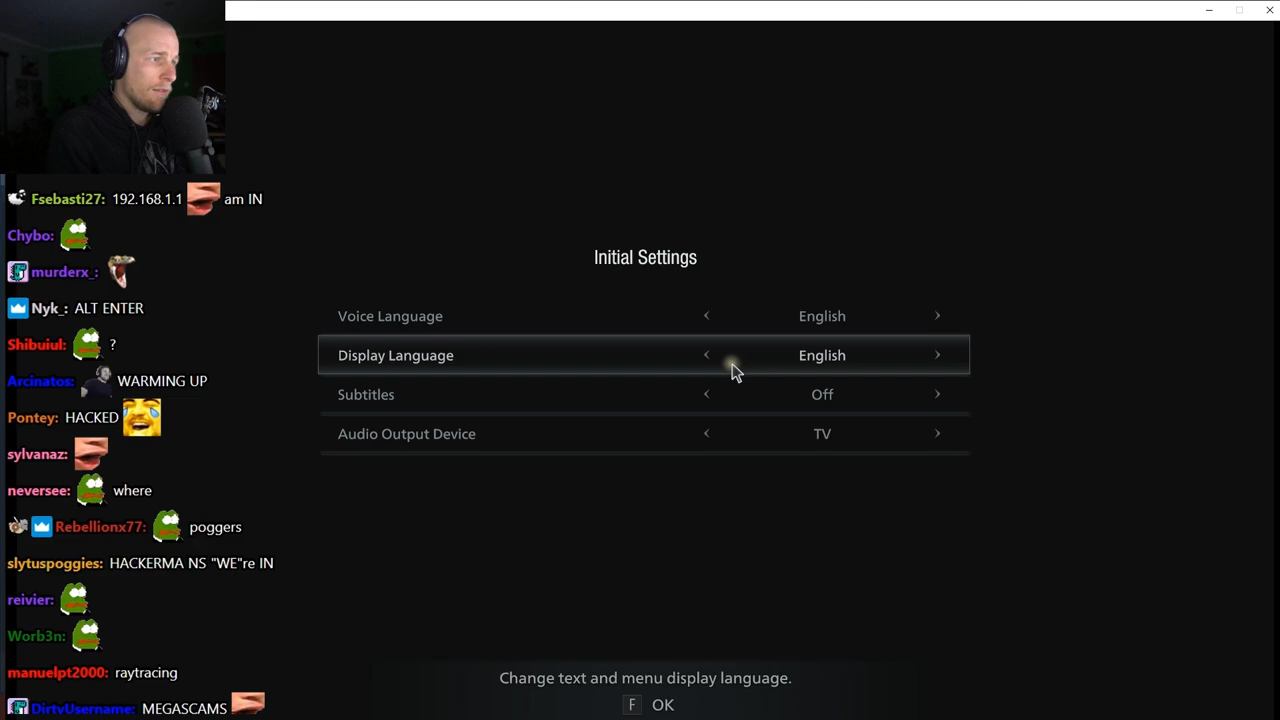 Fsebasti27: 192.168.1.1 am IN
Chybo:
murderx_:
Nyk_: ALT ENTER
Shibuiul: ?
Arcinatos: WARMING UP
Pontey: HACKED
sylvanaz:
neversee: where
Rebellionx77: poggers
slytuspoggies: HACKERMA NS "WE"re IN
reivier:
Worb3n:
manuelpt2000: raytracing
DirtyUsername: MEGASCAMS
Initial Settings
Voice Language < English >
Display Language < English >
Subtitles < Off >
Audio Output Device < TV >
Change text and menu display language.
F OK